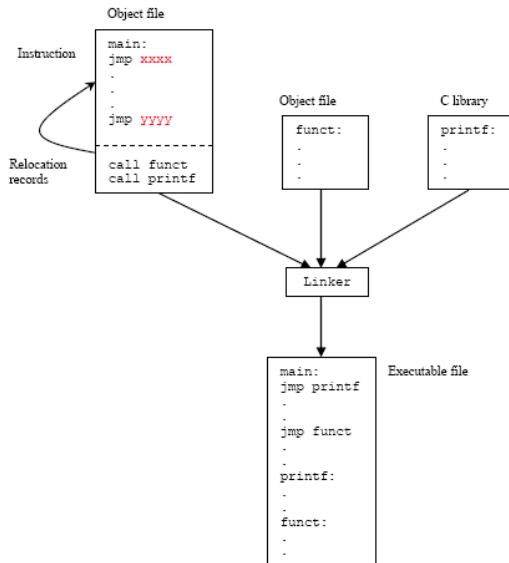 Object file
Instruction
main:
jmp xxxx
.
.
.
jmp yyyy
Relocation
records
call funct
call printf
Object file
funct:
.
.
.
C library
printf:
.
.
.
Linker
Executable file
main:
jmp printf
.
.
jmp funct
.
.
printf:
.
.
funct:
.
.